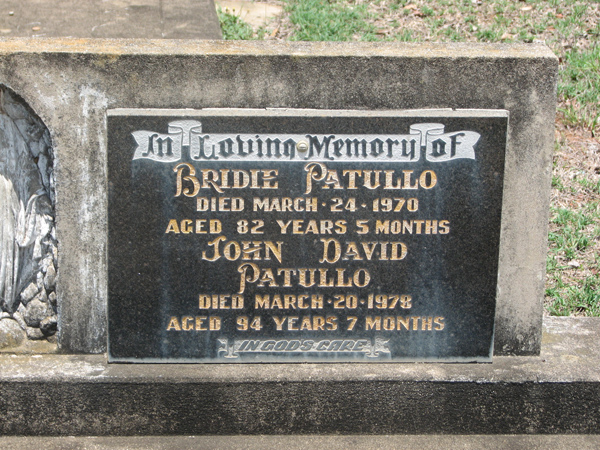 In Loving Memory of
BRIDIE PATULLO
DIED MARCH·24·1970
AGED 82 YEARS 5 MONTHS
JOHN DAVID
PATULLO
DIED MARCH·20·1978
AGED 94 YEARS 7 MONTHS
IN GOD'S CARE